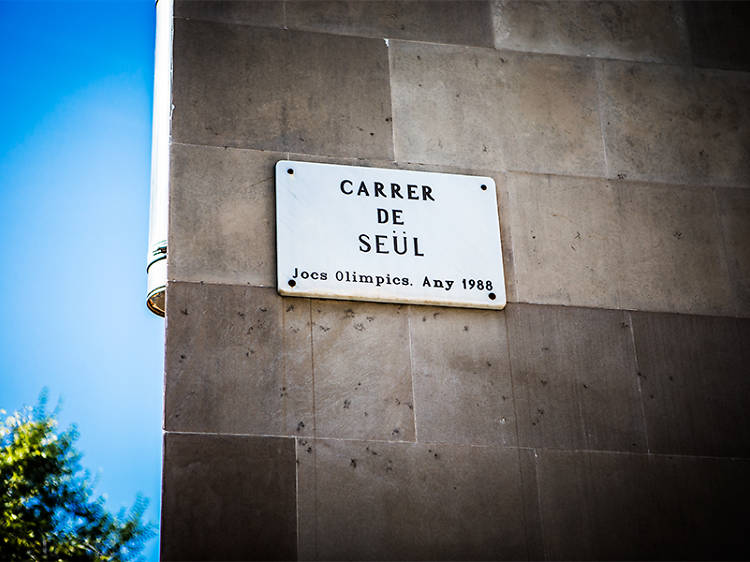 CARRER
DE
SEÜL
Jocs Olimpics. Any 1988